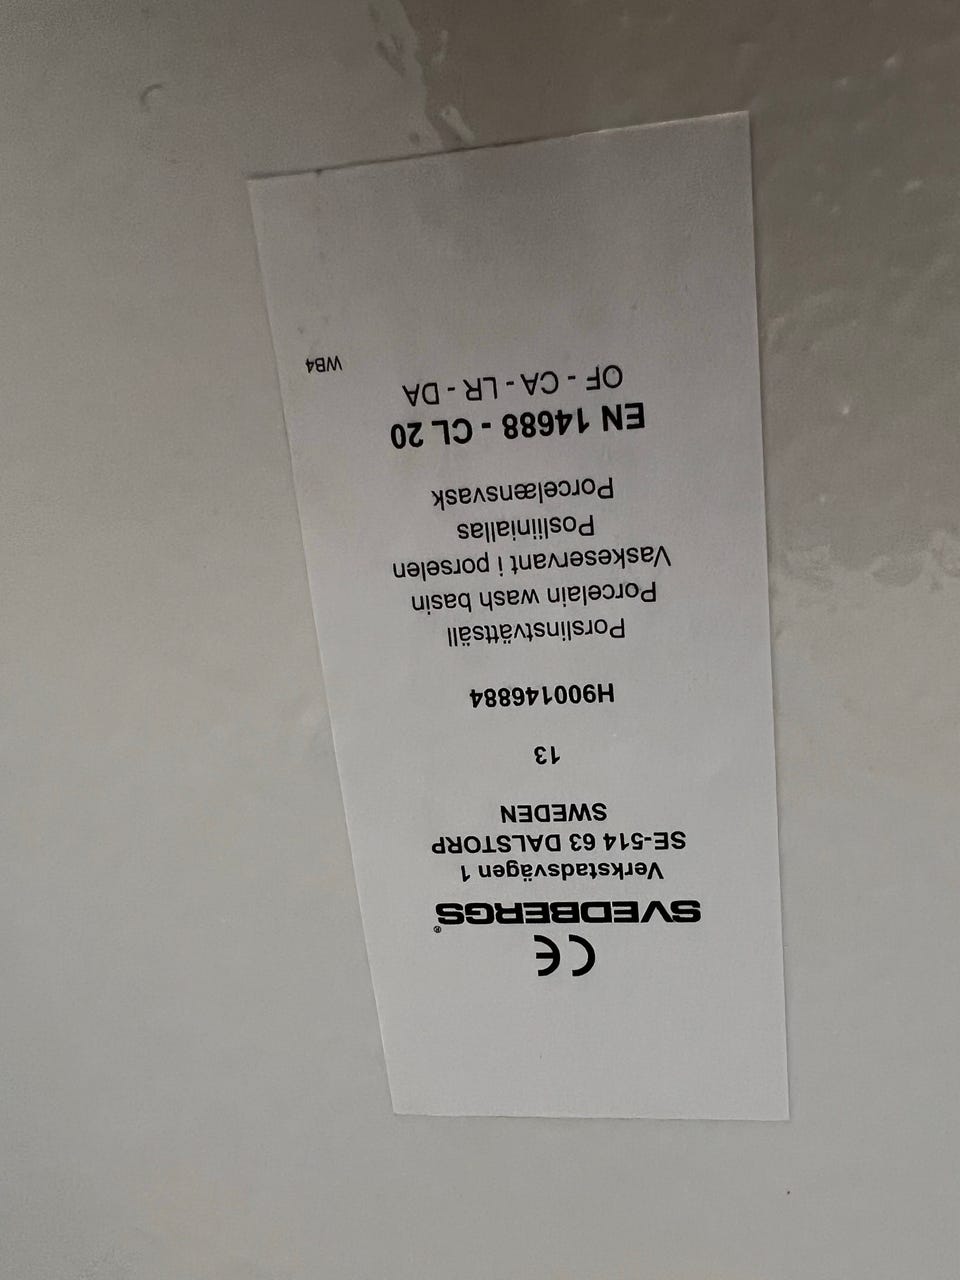 CE
SVEDBERGS®
Verkstadsvägen 1
SE-514 63 DALSTORP
SWEDEN
13
H900146884
Porslinstvättsäll
Porcelain wash basin
Vaskeservant i porselen
Posliiniallas
Porcelænsvask
EN 14688 - CL 20
OF - CA - LR - DA
WB4